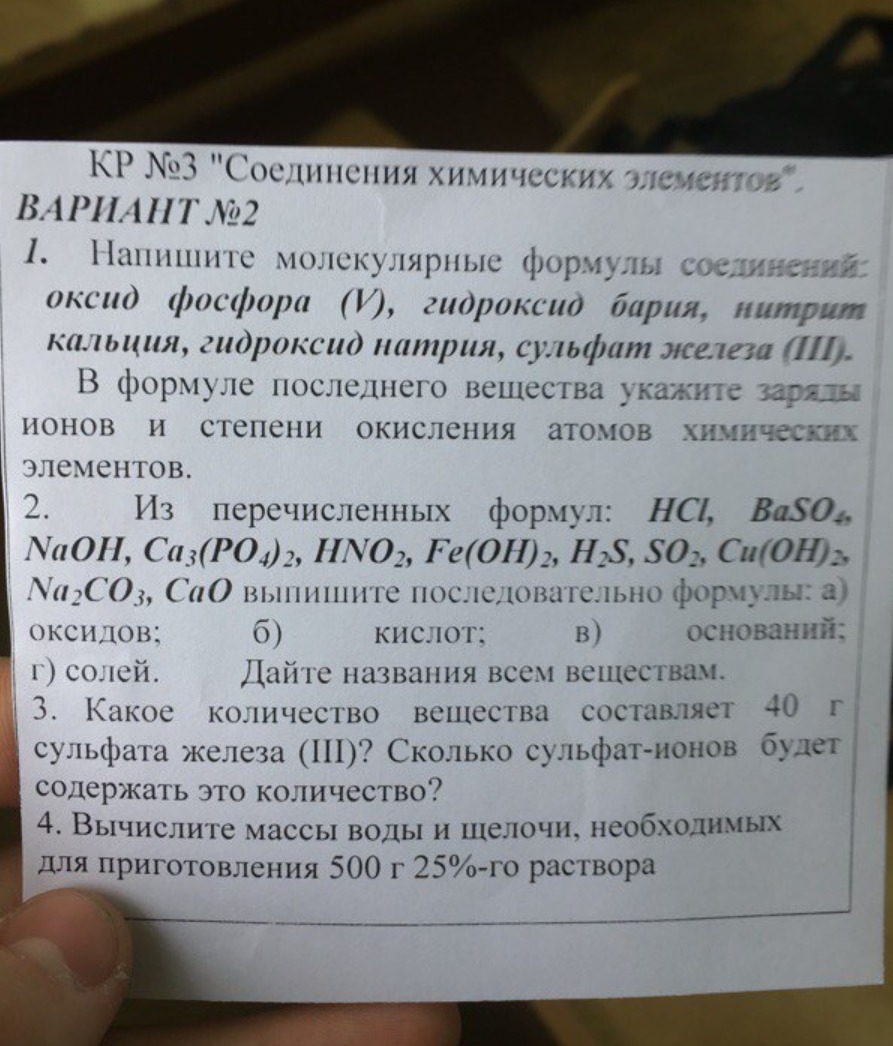 КР №3 "Соединения химических элементов".
ВАРИАНТ №2
1. Напишите молекулярные формулы соединений:
оксид фосфора (V), гидроксид бария, нитрит
кальция, гидроксид натрия, сульфат железа (III).
В формуле последнего вещества укажите заряды
ионов и степени окисления атомов химических
элементов.
2. Из перечисленных формул: HCl, BaSO₄,
NaOH, Ca₃(PO₄)₂, HNO₂, Fe(OH)₂, H₂S, SO₂, Cu(OH)₂,
Na₂CO₃, CaO выпишите последовательно формулы: а)
оксидов; б) кислот; в) оснований;
г) солей. Дайте названия всем веществам.
3. Какое количество вещества составляет 40 г
сульфата железа (III)? Сколько сульфат-ионов будет
содержать это количество?
4. Вычислите массы воды и щелочи, необходимых
для приготовления 500 г 25%-го раствора